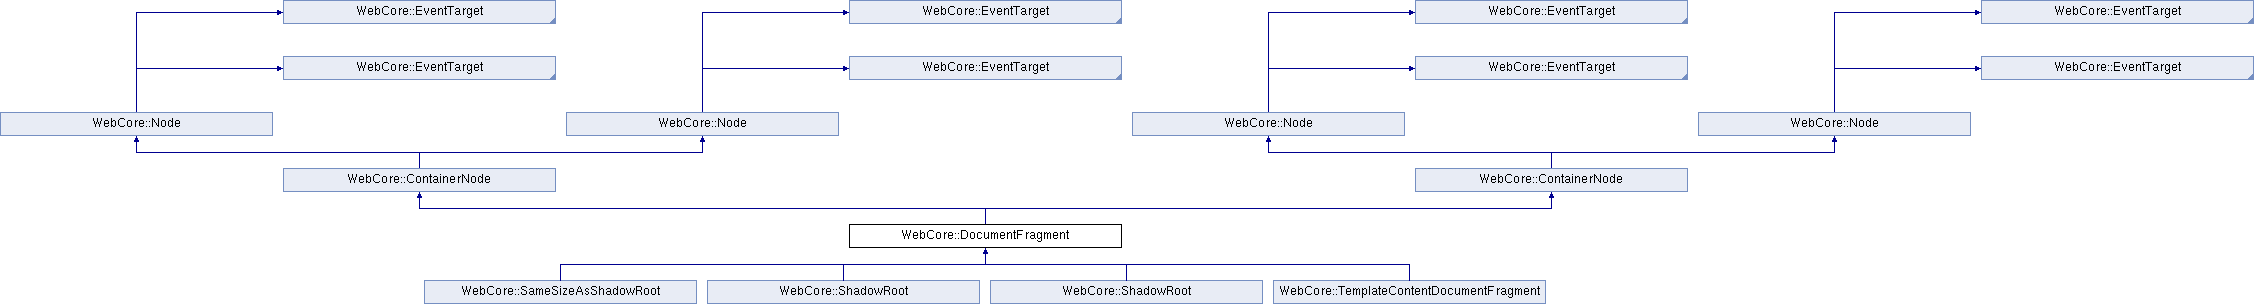 WebCore::EventTarget
WebCore::EventTarget
WebCore::EventTarget
WebCore::EventTarget
WebCore::EventTarget
WebCore::EventTarget
WebCore::EventTarget
WebCore::EventTarget
WebCore::Node
WebCore::Node
WebCore::Node
WebCore::Node
WebCore::ContainerNode
WebCore::ContainerNode
WebCore::DocumentFragment
WebCore::SameSizeAsShadowRoot
WebCore::ShadowRoot
WebCore::ShadowRoot
WebCore::TemplateContentDocumentFragment